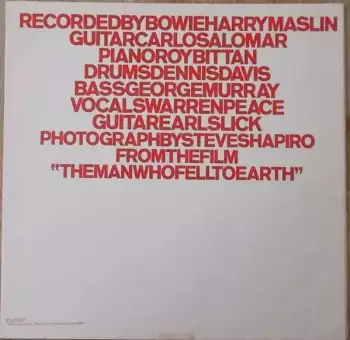 RECORDEDBYBOWIEHARRYMASLIN
GUITARCARLOSALOMAR
PIANOROYBITTAN
DRUMSDENNISDAVIS
BASSGEORGEMURRAY
VOCALSWARRENPEACE
GUITAREARLSLICK
PHOTOGRAPHBYSTEVESHAPIRO
FROMTHEFILM
“THEMANWHOFELLTOEARTH”